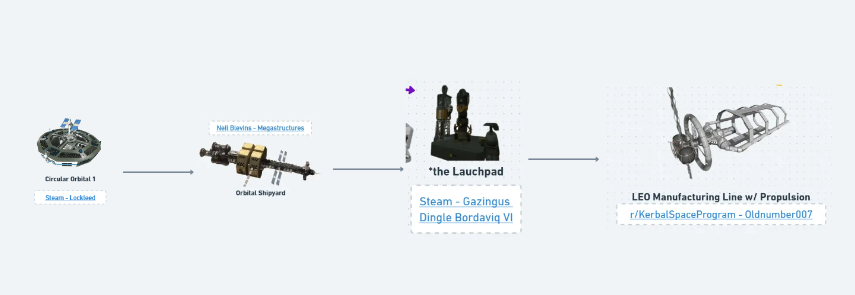 Circular Orbital 1
Steam - Lockleed
Neil Blevins - Megastructures
Orbital Shipyard
*the Lauchpad
Steam - Gazingus
Dingle Bordaviq VI
LEO Manufacturing Line w/ Propulsion
r/KerbalSpaceProgram - Oldnumber007